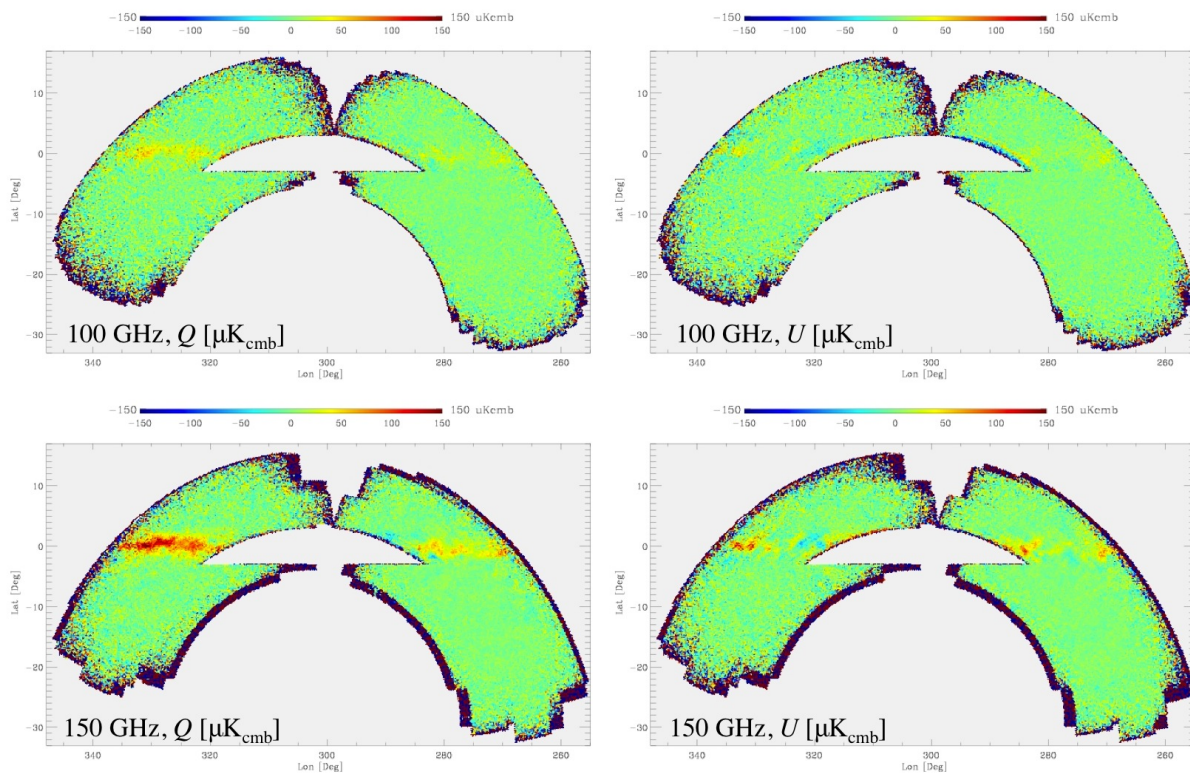 −150 150 uKcmb
−150 −100 −50 0 50 100 150
−150 150 uKcmb
−150 −100 −50 0 50 100 150
10
0
−10
−20
−30
Lat [Deg]
100 GHz, Q [μKcmb]
340 320 300 280 260
Lon [Deg]
10
0
−10
−20
−30
Lat [Deg]
100 GHz, U [μKcmb]
340 320 300 280 260
Lon [Deg]
−150 150 uKcmb
−150 −100 −50 0 50 100 150
−150 150 uKcmb
−150 −100 −50 0 50 100 150
10
0
−10
−20
−30
Lat [Deg]
150 GHz, Q [μKcmb]
340 320 300 280 260
Lon [Deg]
10
0
−10
−20
−30
Lat [Deg]
150 GHz, U [μKcmb]
340 320 300 280 260
Lon [Deg]